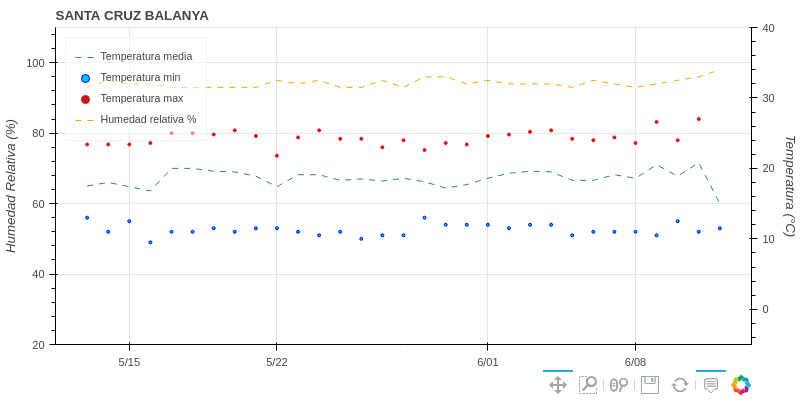 SANTA CRUZ BALANYA
Temperatura media
Temperatura min
Temperatura max
Humedad relativa %
Humedad Relativa (%)
100
80
60
40
20
Temperatura (°C)
40
30
20
10
0
5/15
5/22
6/01
6/08